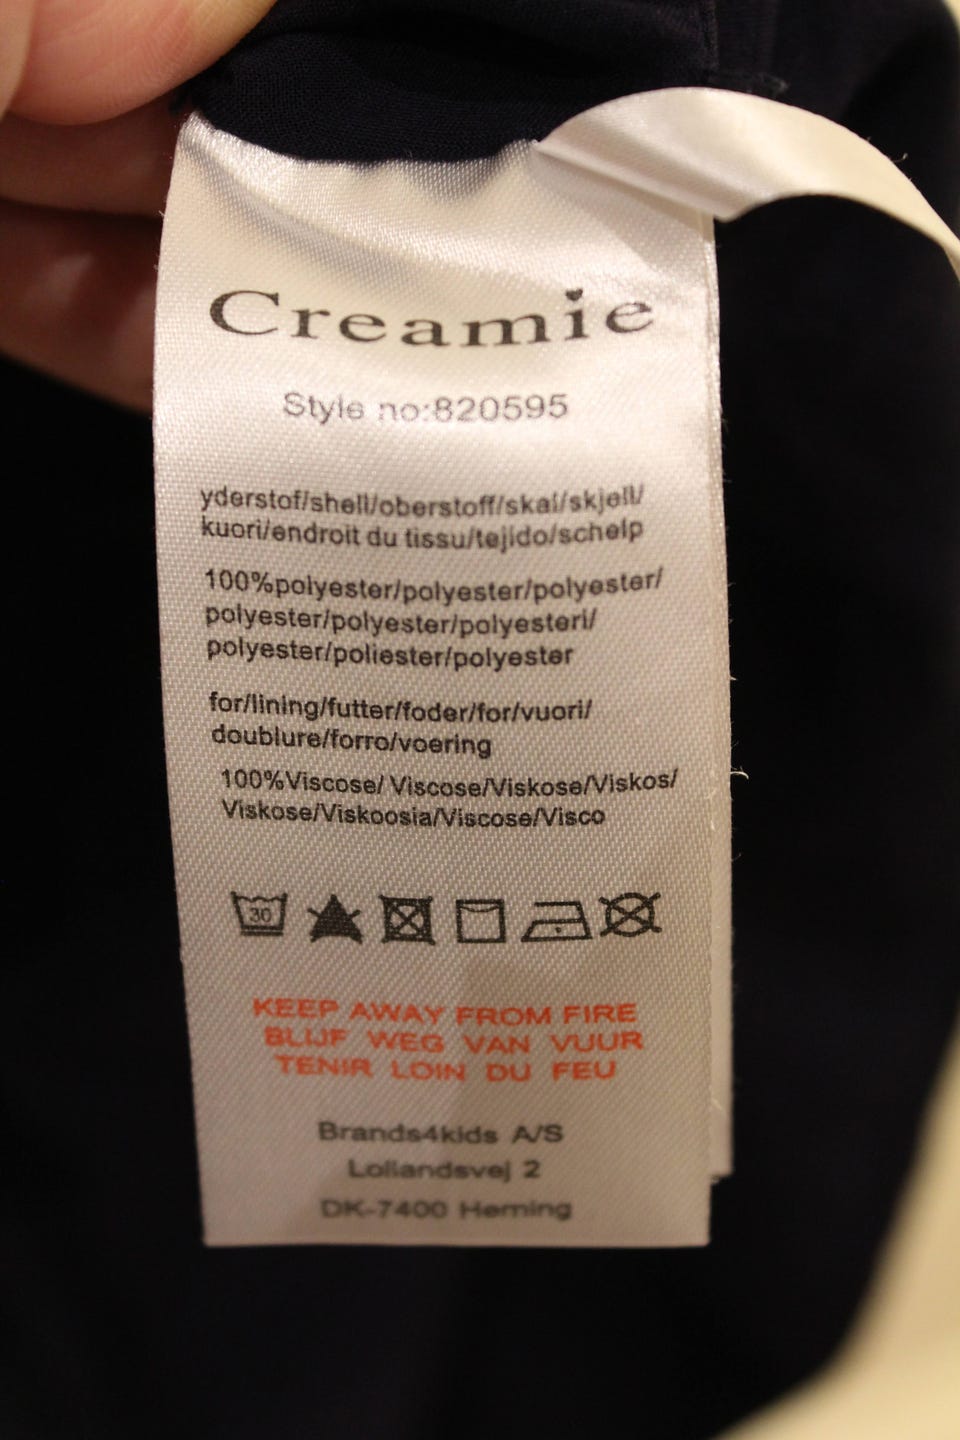 Creamie
Style no:820595
yderstof/shell/oberstoff/skal/skjell/
kuori/endroit du tissu/tejido/schelp
100%polyester/polyester/polyester/
polyester/polyester/polyesteri/
polyester/poliester/polyester
for/lining/futter/foder/for/vuori/
doublure/forro/voering
100%Viscose/ Viscose/Viskose/Viskos/
Viskose/Viskoosia/Viscose/Visco
30
KEEP AWAY FROM FIRE
BLIJF WEG VAN VUUR
TENIR LOIN DU FEU
Brands4kids A/S
Lollandsvej 2
DK-7400 Herning